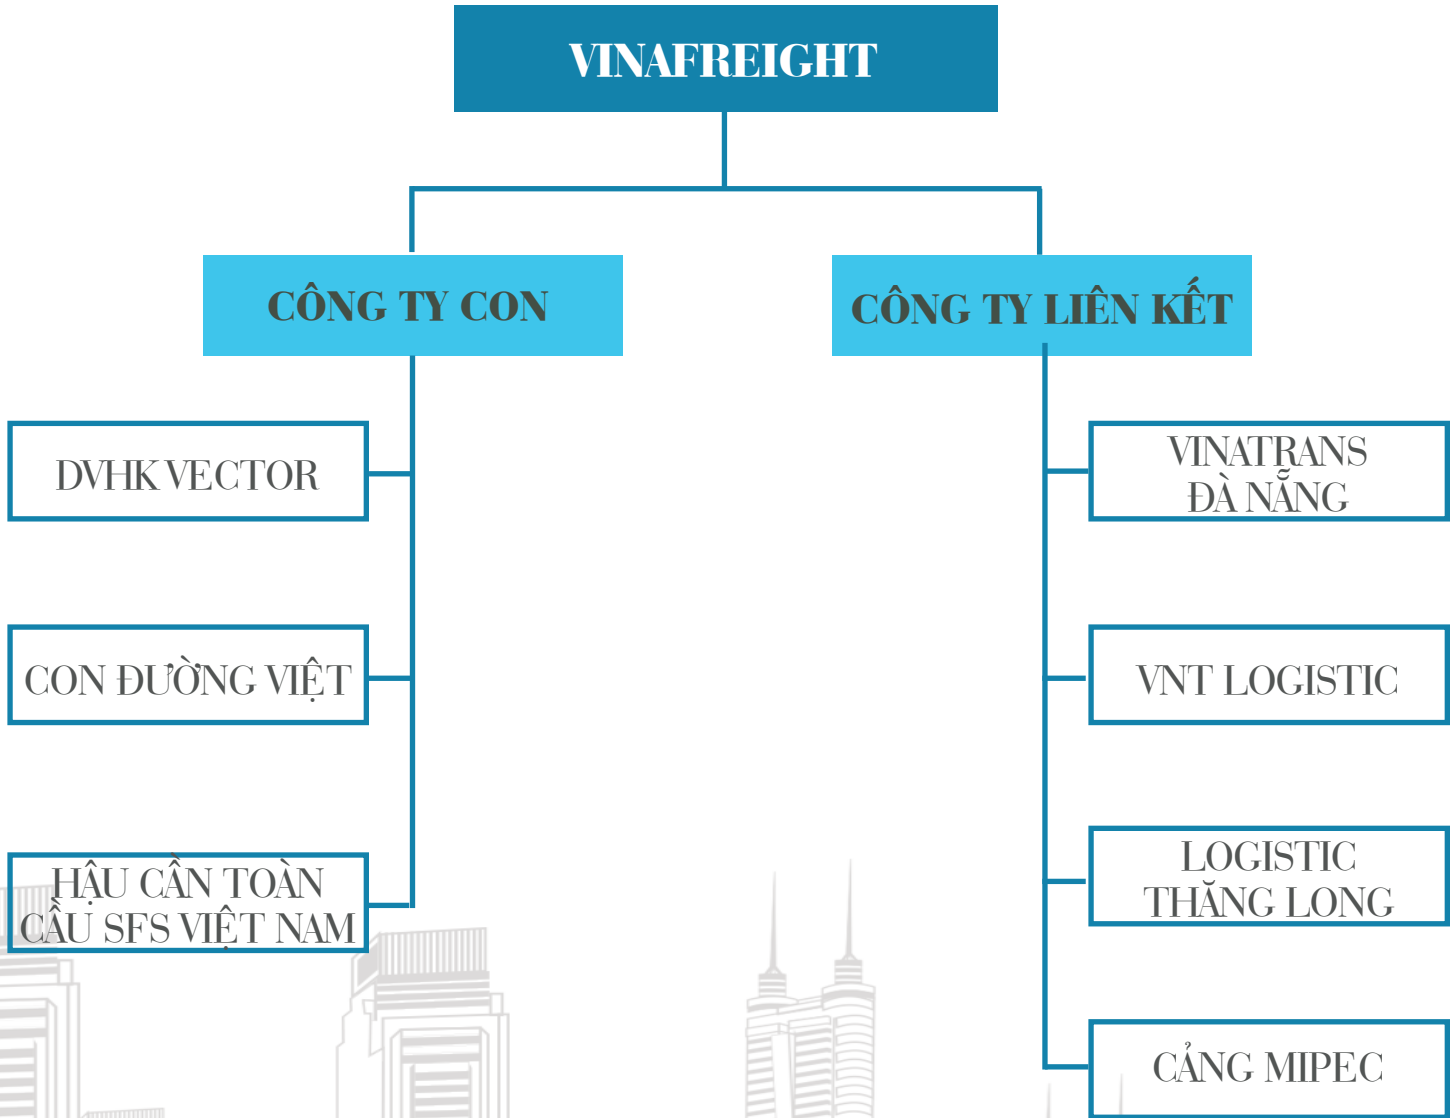 VINAFREIGHT
CÔNG TY CON
CÔNG TY LIÊN KẾT
DVHK VECTOR
CON ĐƯỜNG VIỆT
HẬU CẦN TOÀN
CẦU SFS VIỆT NAM
VINATRANS
ĐÀ NẴNG
VNT LOGISTIC
LOGISTIC
THĂNG LONG
CẢNG MIPEC